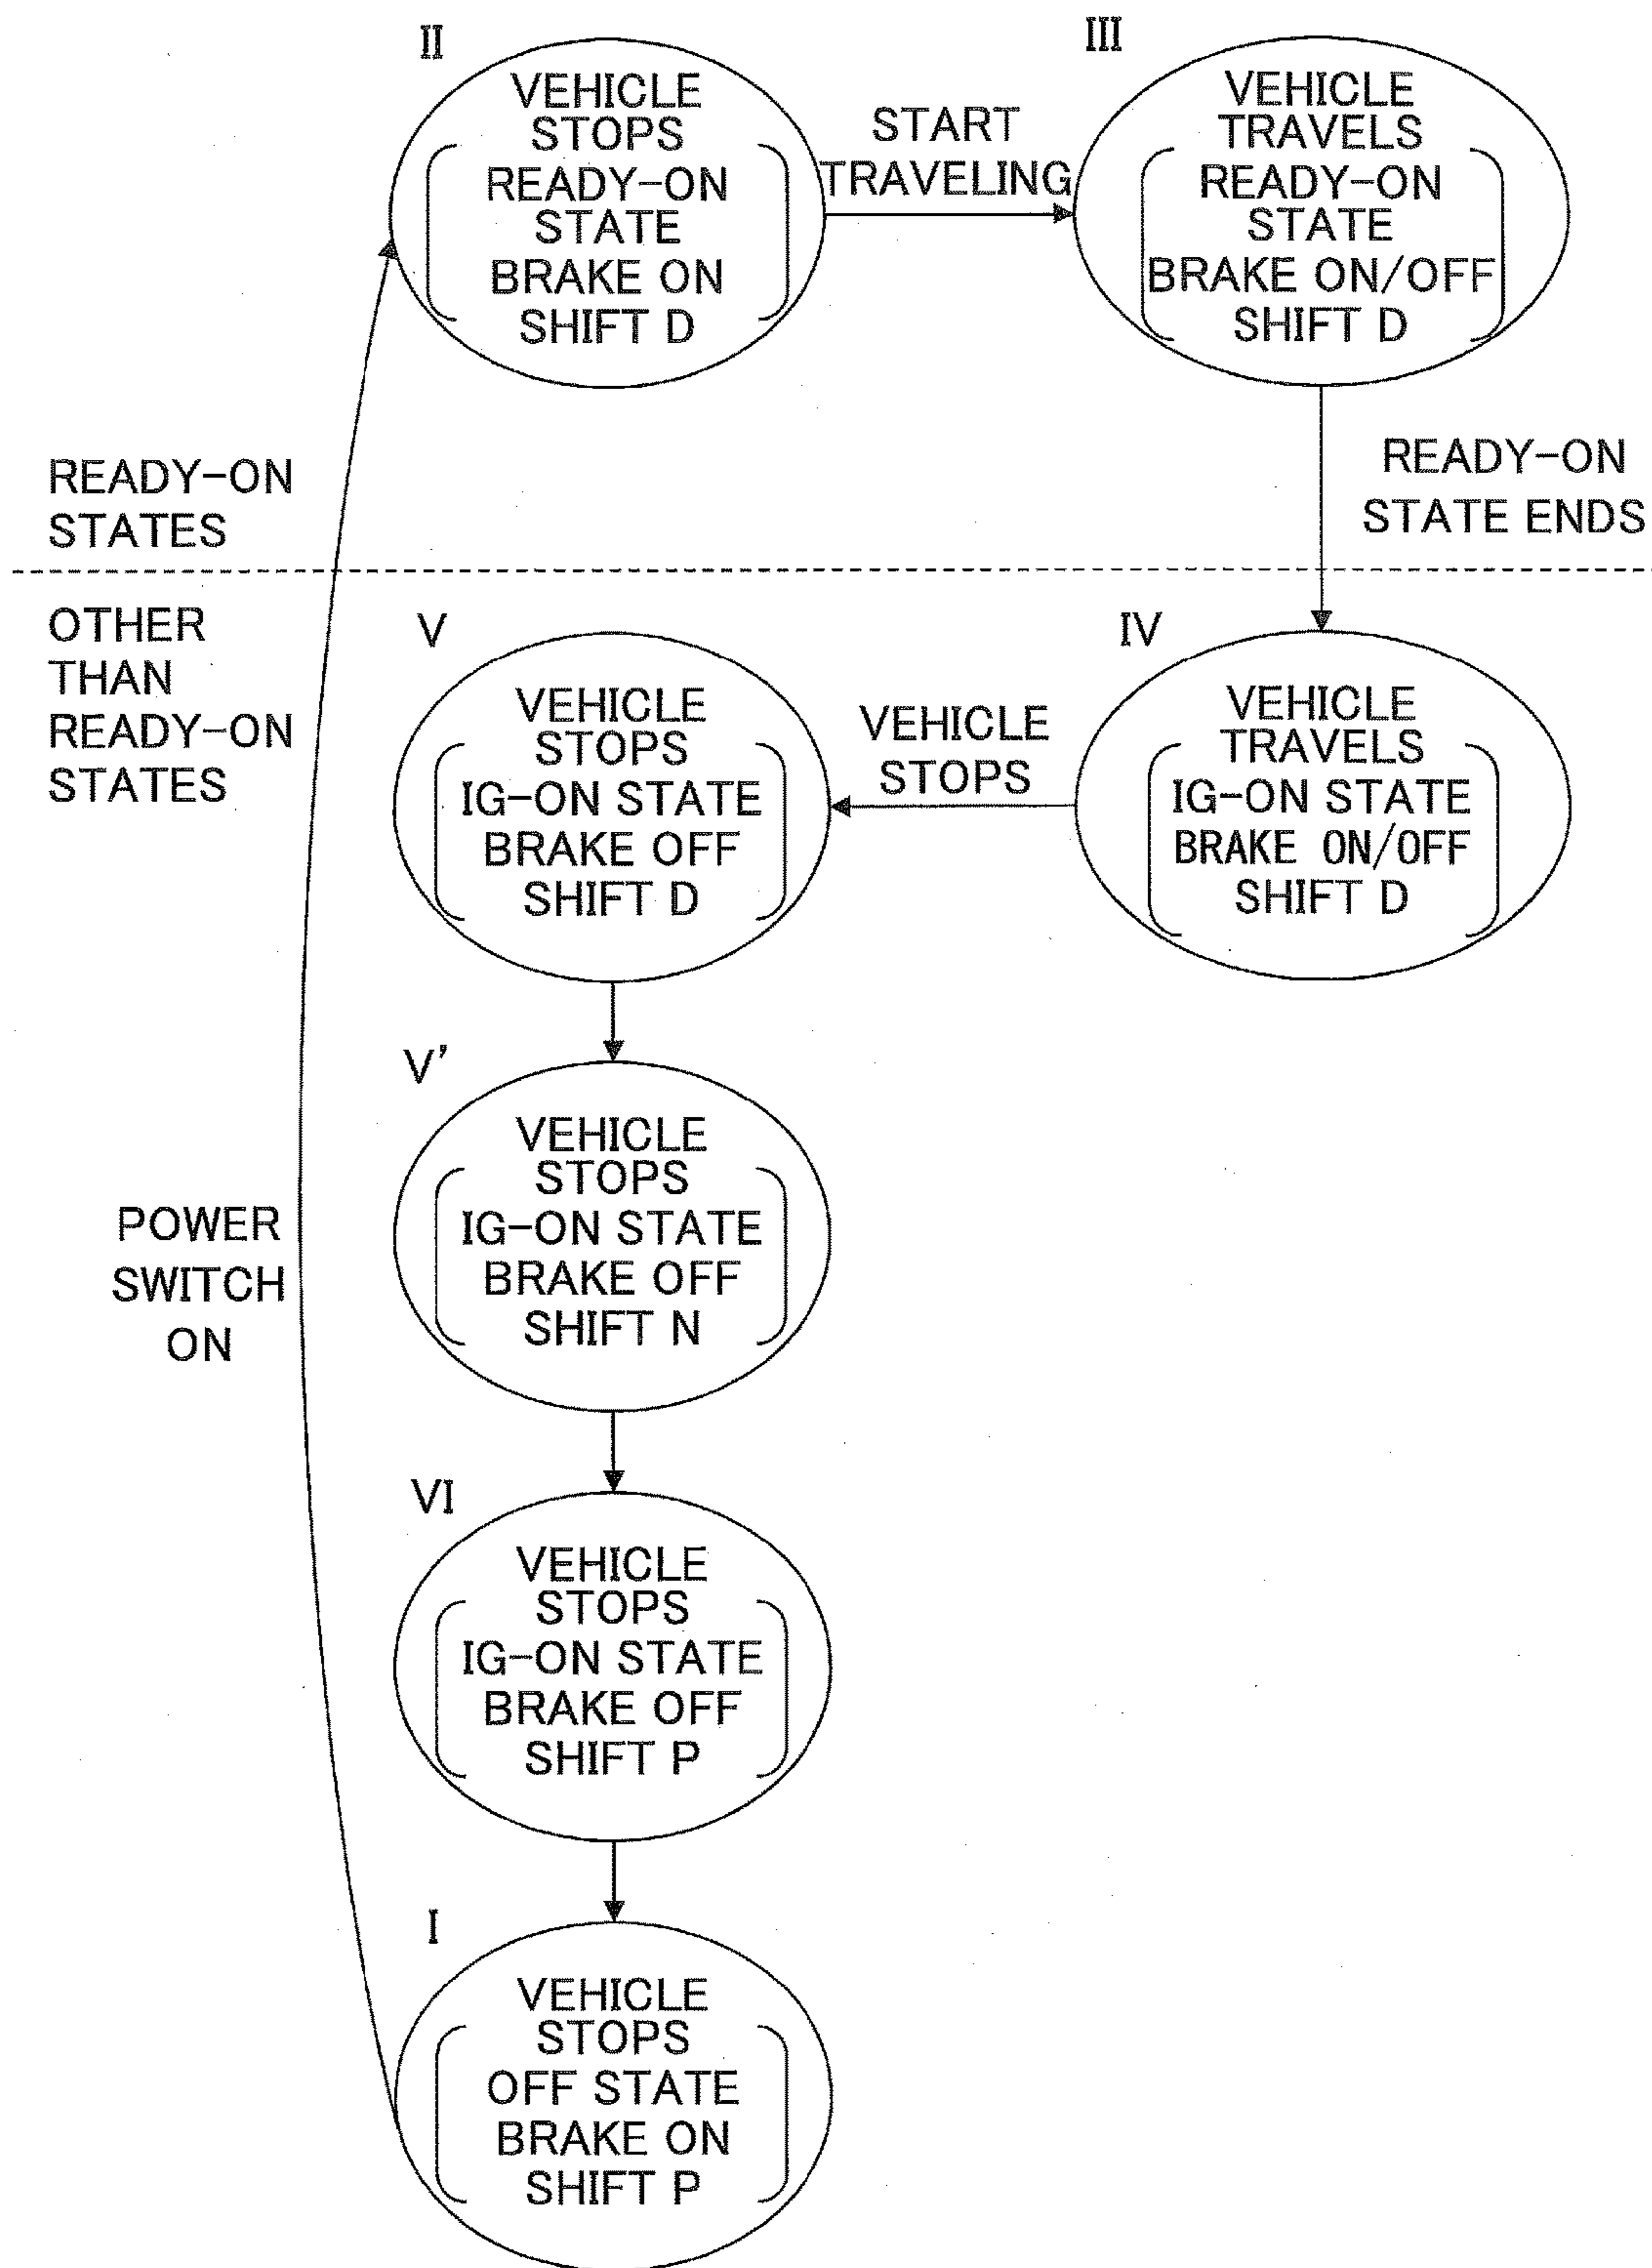 II
VEHICLE
STOPS
READY-ON
STATE
BRAKE ON
SHIFT D
START
TRAVELING
III
VEHICLE
TRAVELS
READY-ON
STATE
BRAKE ON/OFF
SHIFT D
READY-ON
STATES
READY-ON
STATE ENDS
OTHER
THAN
READY-ON
STATES
V
VEHICLE
STOPS
IG-ON STATE
BRAKE OFF
SHIFT D
VEHICLE
STOPS
IV
VEHICLE
TRAVELS
IG-ON STATE
BRAKE ON/OFF
SHIFT D
V'
VEHICLE
STOPS
IG-ON STATE
BRAKE OFF
SHIFT N
POWER
SWITCH
ON
VI
VEHICLE
STOPS
IG-ON STATE
BRAKE OFF
SHIFT P
I
VEHICLE
STOPS
OFF STATE
BRAKE ON
SHIFT P